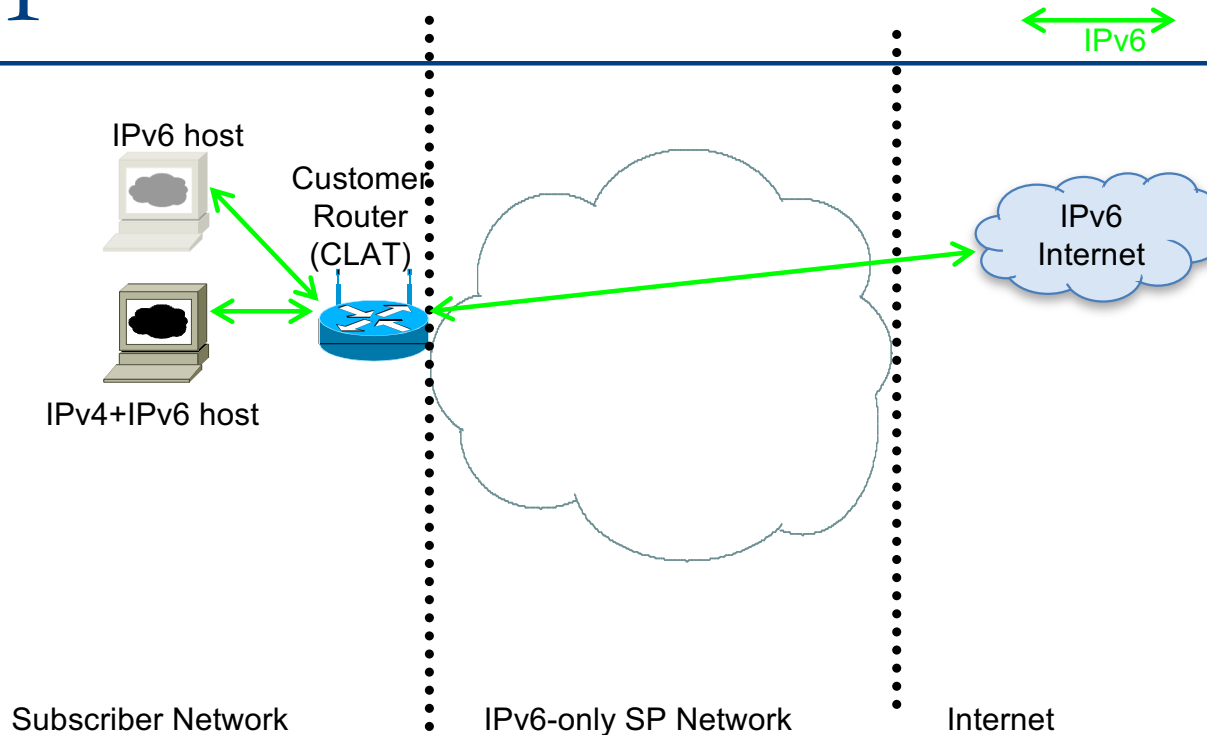 IPv6
IPv6 host
Customer
Router
(CLAT)
IPv6
Internet
IPv4+IPv6 host
Subscriber Network
IPv6-only SP Network
Internet